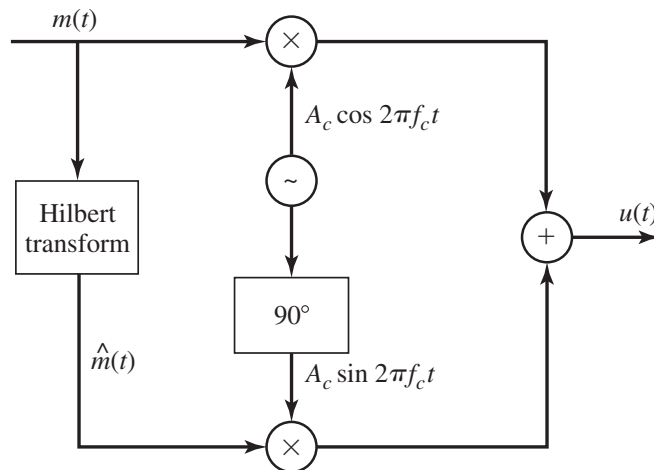 m(t)
×
A_c cos 2πf_c t
Hilbert
transform
~
u(t)
+
90°
m̂(t)
A_c sin 2πf_c t
×